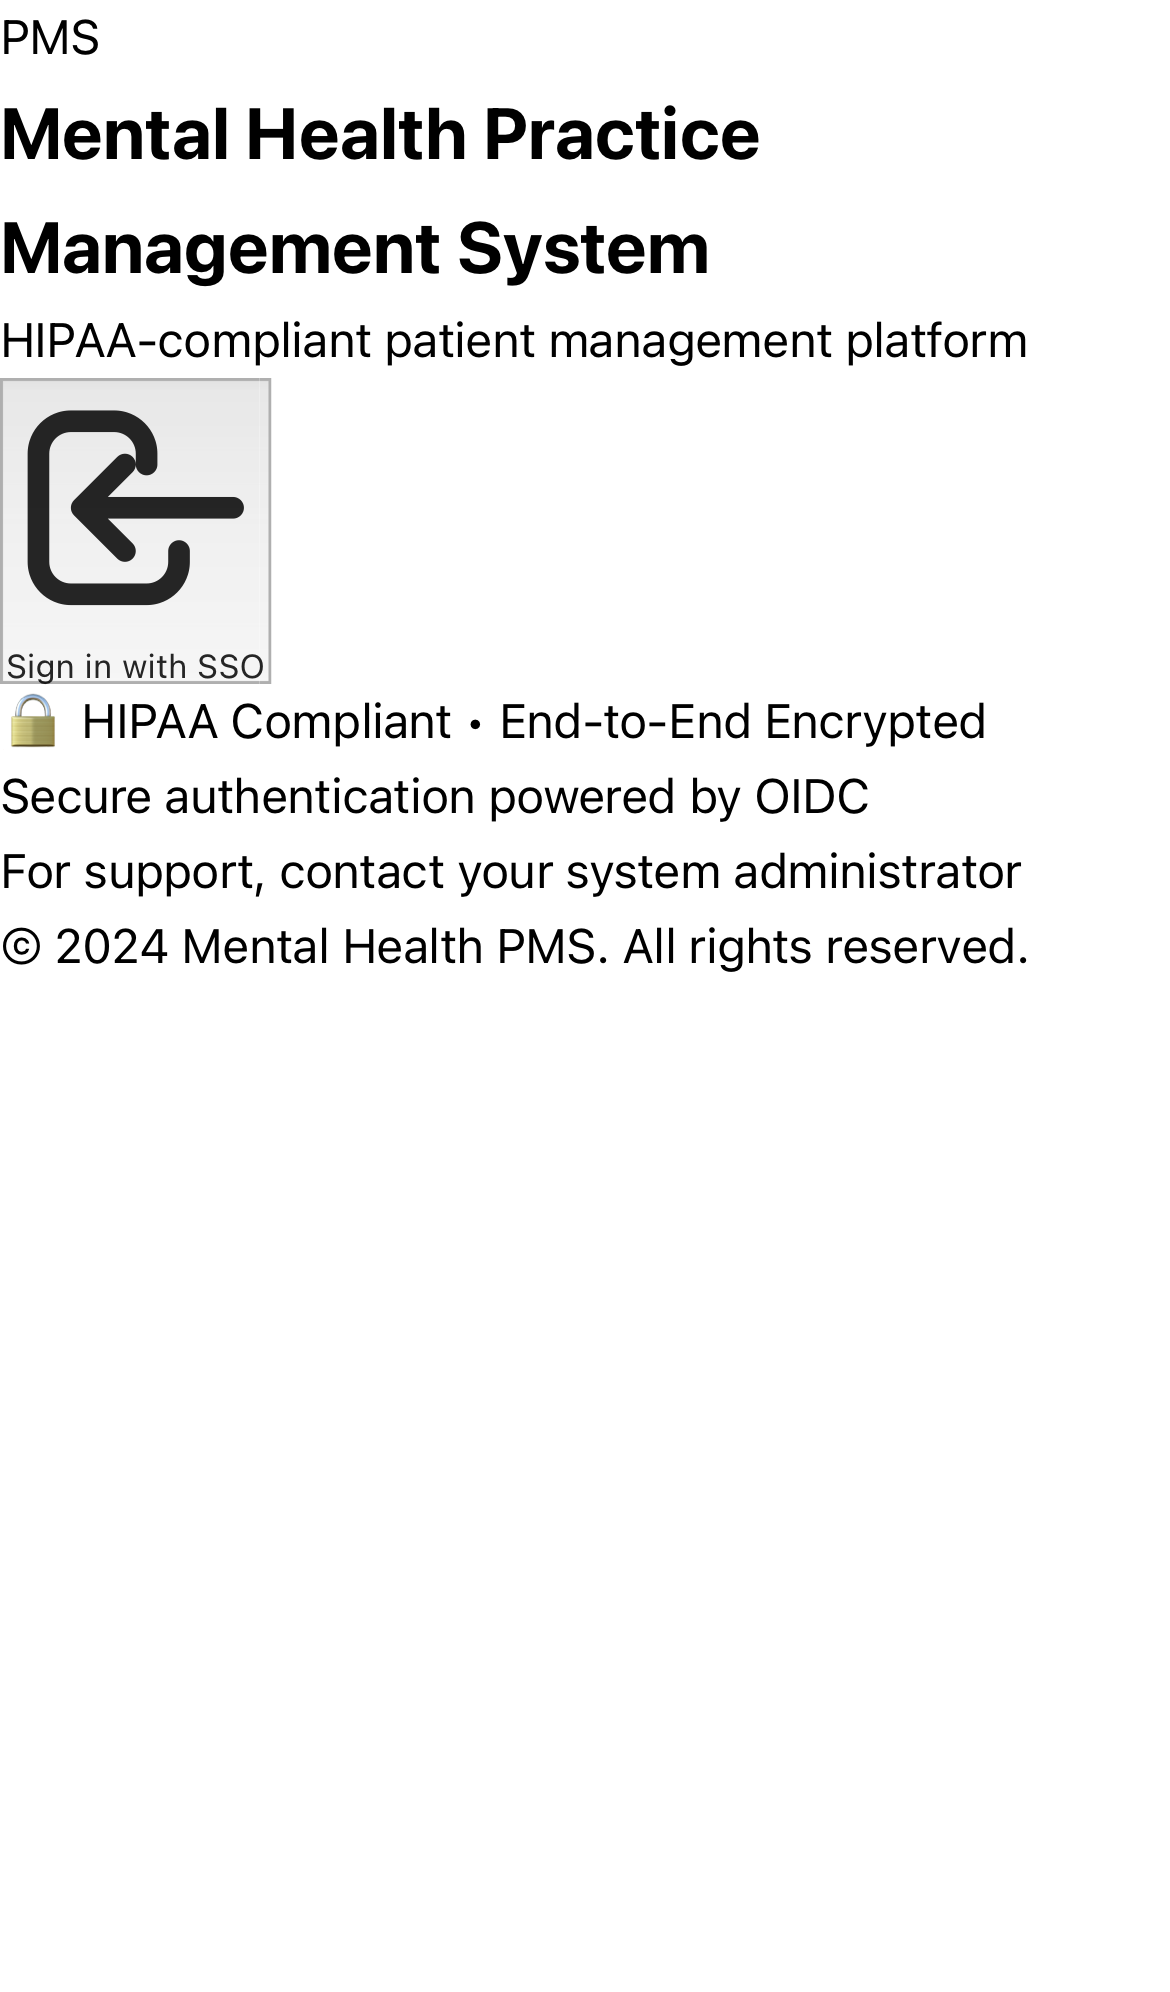 PMS
Mental Health Practice
Management System
HIPAA-compliant patient management platform
Sign in with SSO
🔒 HIPAA Compliant • End-to-End Encrypted
Secure authentication powered by OIDC
For support, contact your system administrator
© 2024 Mental Health PMS. All rights reserved.